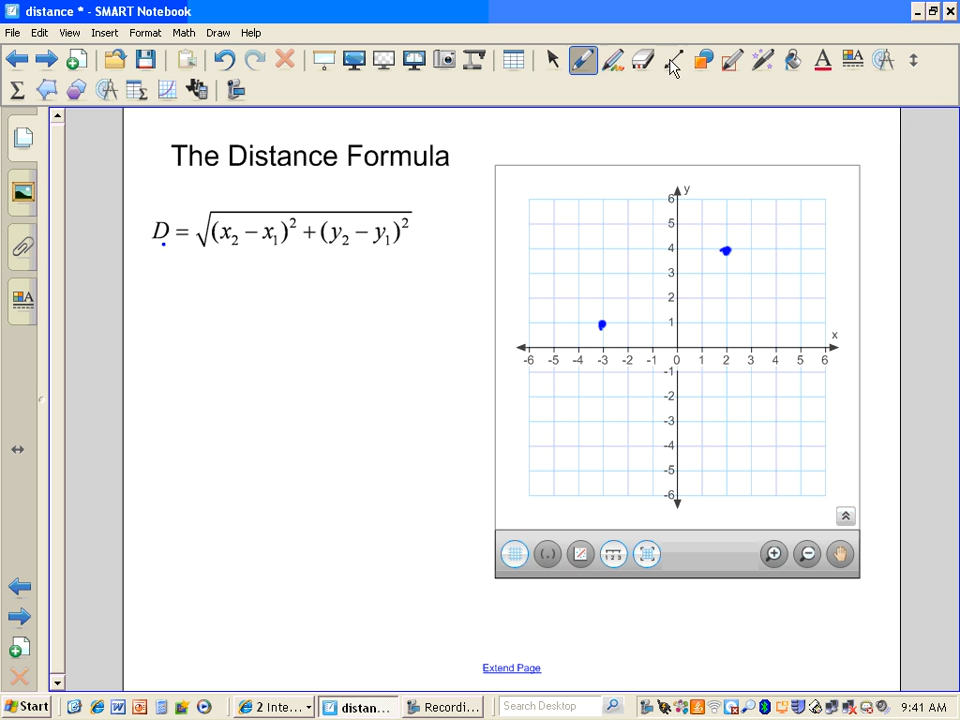 distance * - SMART Notebook
File Edit View Insert Format Math Draw Help
The Distance Formula
D = √(x₂ − x₁)² + (y₂ − y₁)²
y
6
5
4
3
2
1
x
-6 -5 -4 -3 -2 -1 0 1 2 3 4 5 6
-1
-2
-3
-4
-5
-6
Extend Page
Start 2 Inte... distan... Recordi... Search Desktop 9:41 AM